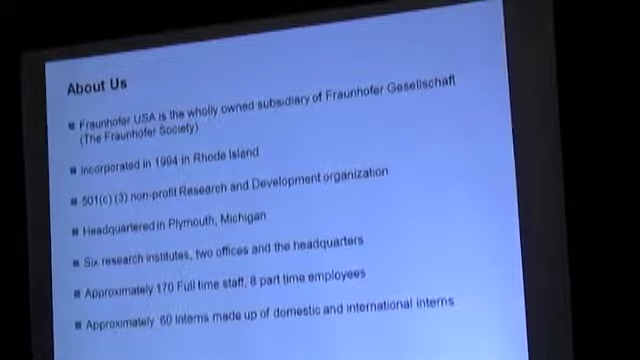 About Us
Fraunhofer USA is the wholly owned subsidiary of Fraunhofer Gesellschaft
(The Fraunhofer Society)
Incorporated in 1994 in Rhode Island
501(c) (3) non-profit Research and Development organization
Headquartered in Plymouth, Michigan
Six research institutes, two offices and the headquarters
Approximately 170 Full time staff, 8 part time employees
Approximately 60 Interns made up of domestic and international interns